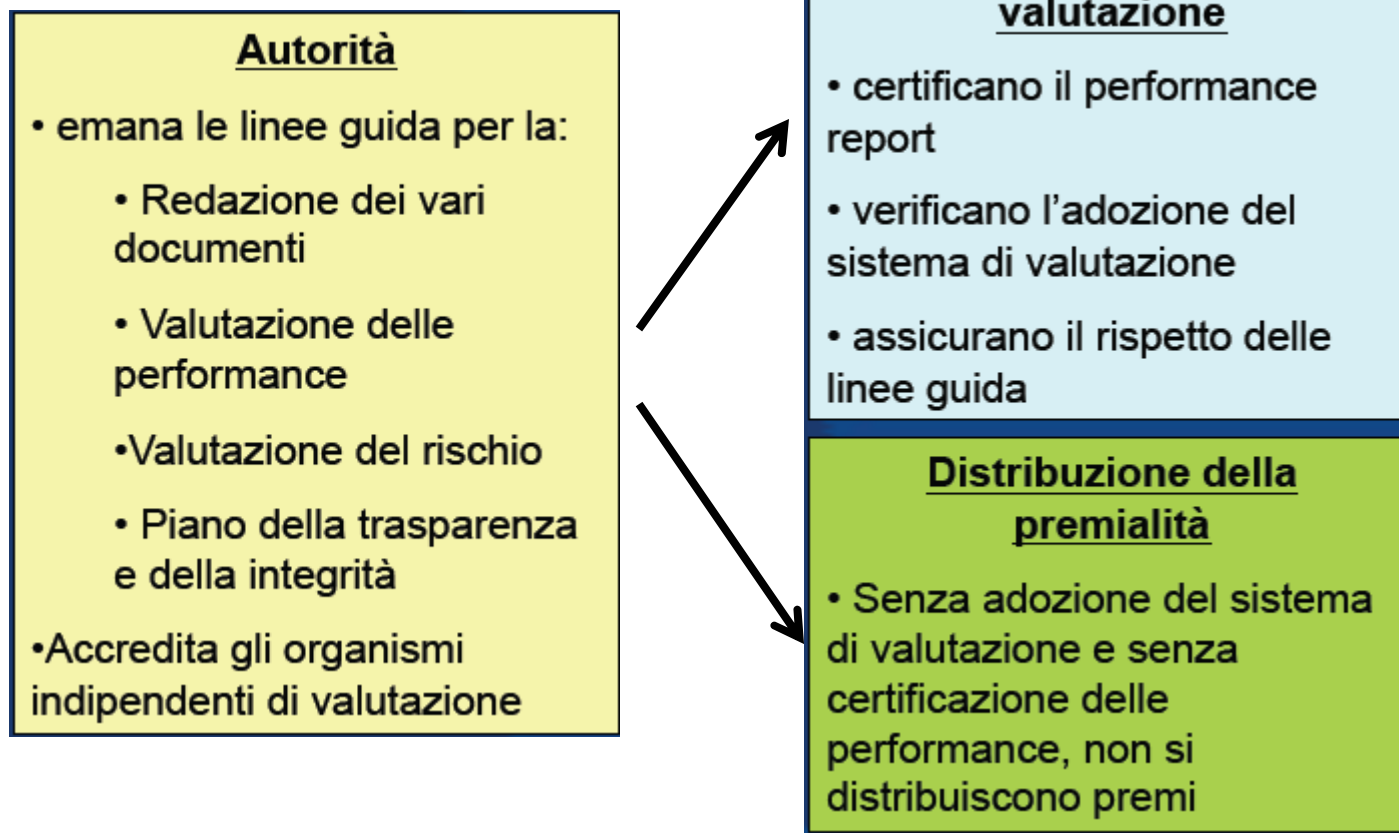 Autorità
• emana le linee guida per la:
• Redazione dei vari
documenti
• Valutazione delle
performance
•Valutazione del rischio
• Piano della trasparenza
e della integrità
•Accredita gli organismi
indipendenti di valutazione
valutazione
• certificano il performance
report
• verificano l’adozione del
sistema di valutazione
• assicurano il rispetto delle
linee guida
Distribuzione della
premialità
• Senza adozione del sistema
di valutazione e senza
certificazione delle
performance, non si
distribuiscono premi